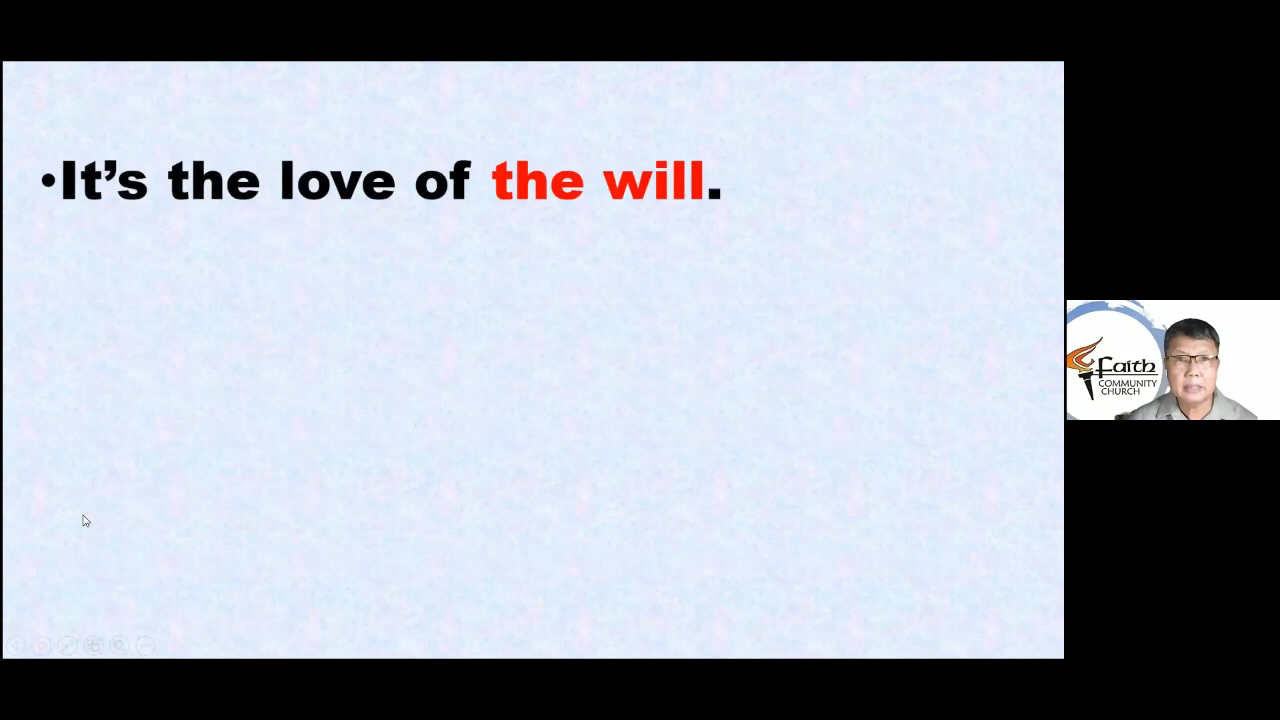 •It’s the love of the will.
Faith
COMMUNITY
CHURCH